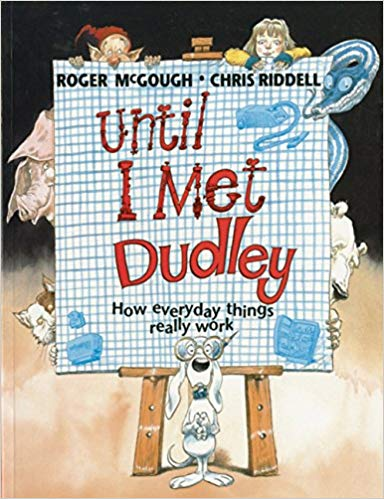 ROGER McGOUGH • CHRIS RIDDELL
Until
I Met
Dudley
How everyday things
really work